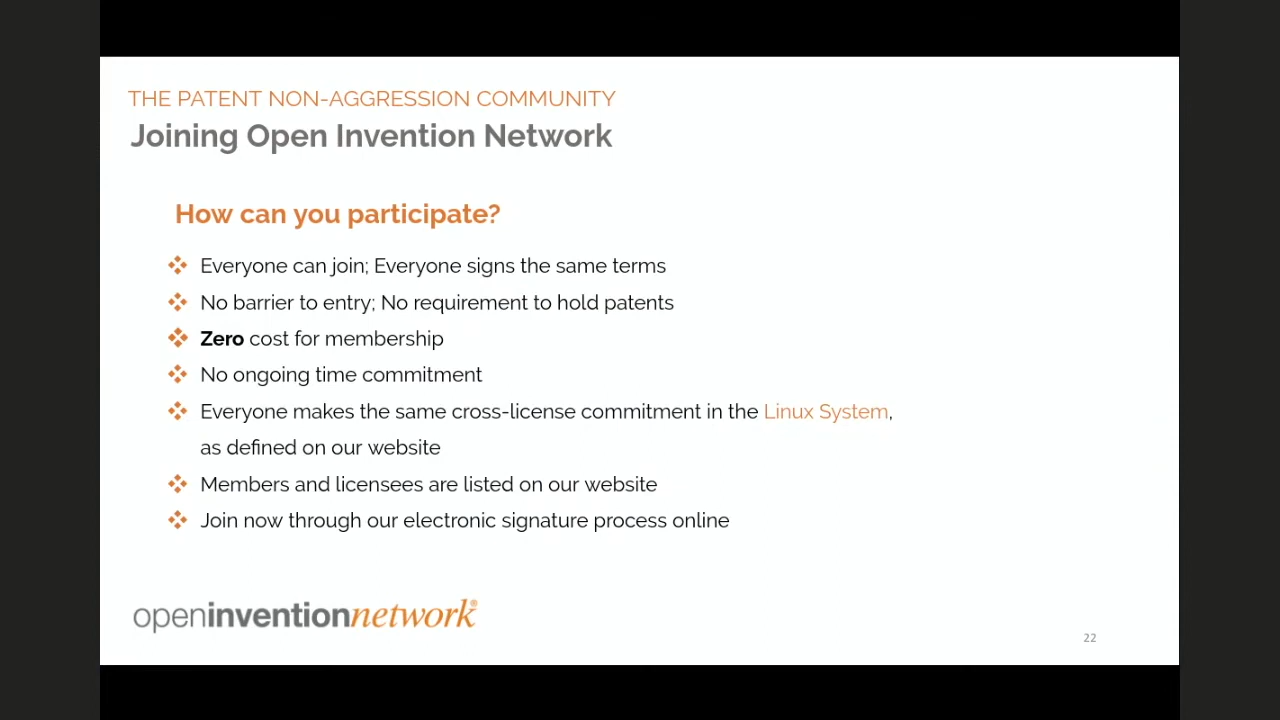 THE PATENT NON-AGGRESSION COMMUNITY
Joining Open Invention Network
How can you participate?
Everyone can join; Everyone signs the same terms
No barrier to entry; No requirement to hold patents
Zero cost for membership
No ongoing time commitment
Everyone makes the same cross-license commitment in the Linux System,
as defined on our website
Members and licensees are listed on our website
Join now through our electronic signature process online
openinventionnetwork®
22